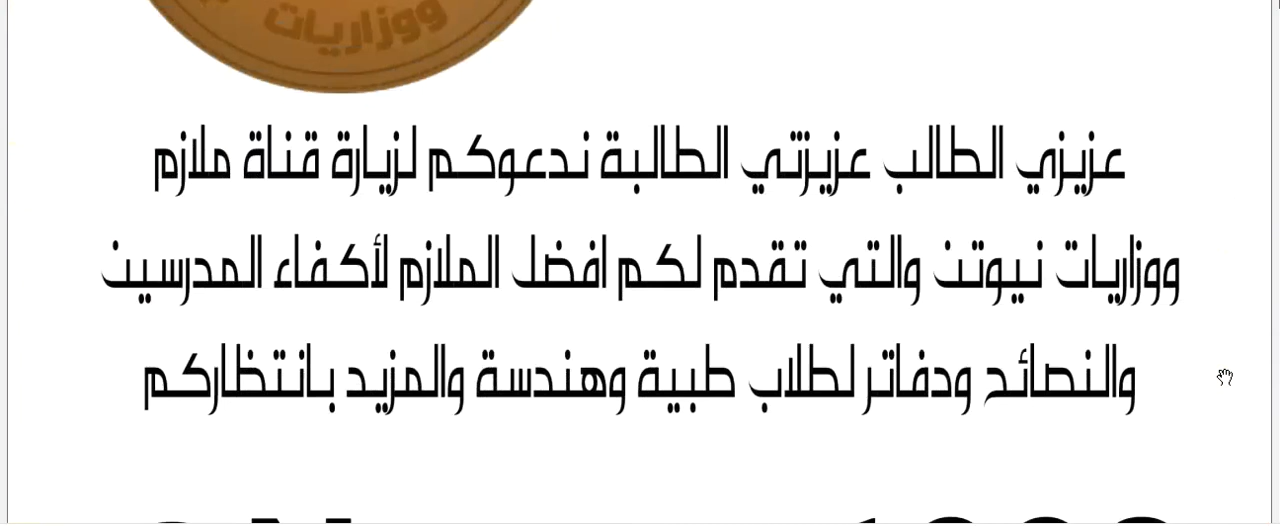 ووزاريات
عزيزي الطالب عزيزتي الطالبة ندعوكم لزيارة قناة ملازم
ووزاريات نيوتن والتي تقدم لكم افضل الملازم لأكفاء المدرسين
والنصائح ودفاتر لطلاب طبية وهندسة والمزيد بانتظاركم